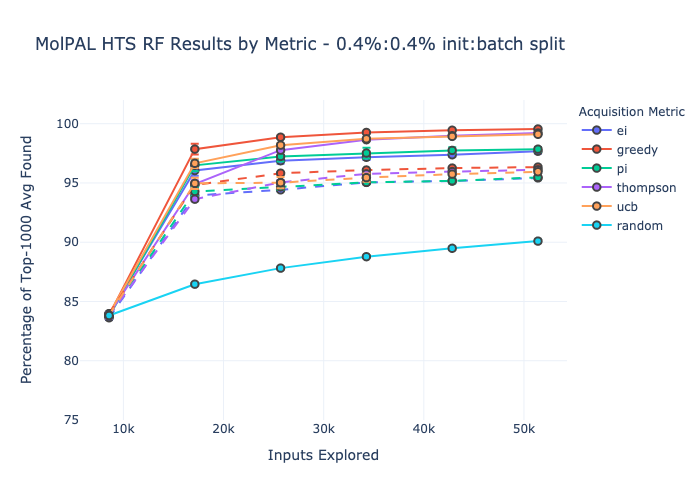 MolPAL HTS RF Results by Metric - 0.4%:0.4% init:batch split
Percentage of Top-1000 Avg Found
100
95
90
85
80
75
10k
20k
30k
40k
50k
Inputs Explored
Acquisition Metric
ei
greedy
pi
thompson
ucb
random